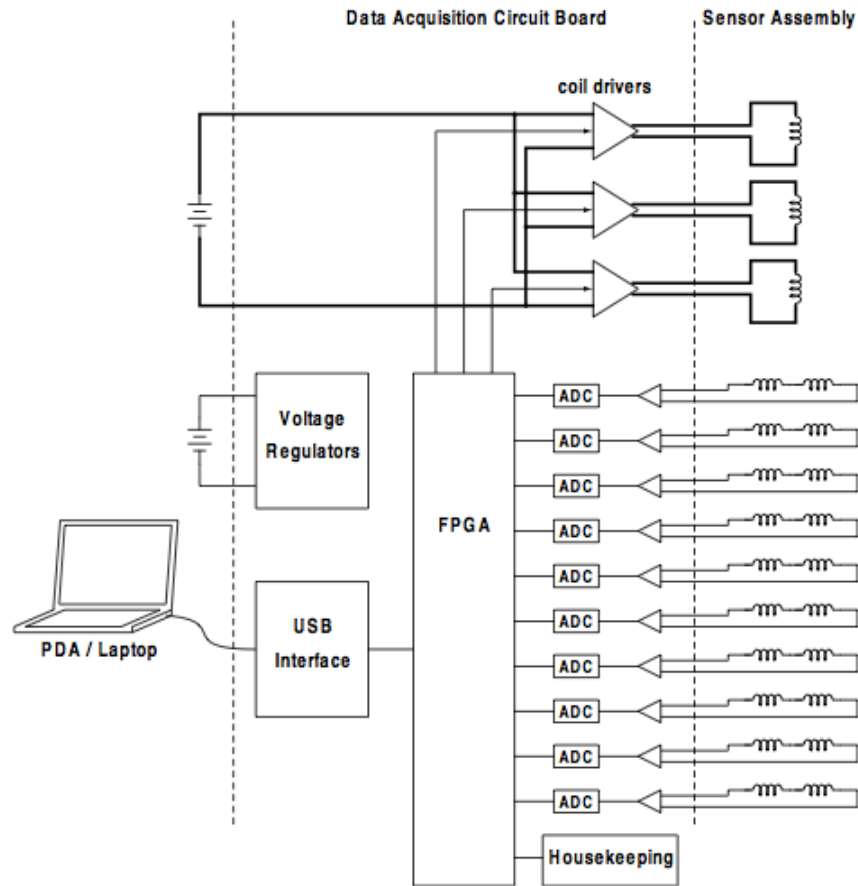 Data Acquisition Circuit Board
Sensor Assembly
coil drivers
Voltage
Regulators
FPGA
ADC
ADC
ADC
ADC
ADC
ADC
ADC
ADC
ADC
ADC
USB
Interface
PDA / Laptop
Housekeeping